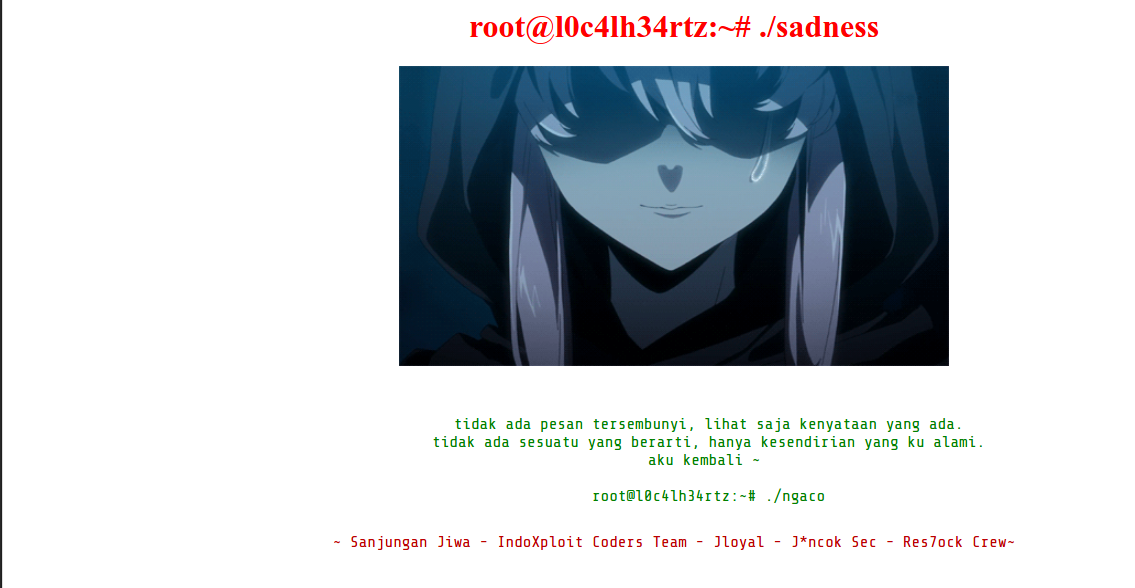 root@l0c4lh34rtz:~# ./sadness
tidak ada pesan tersembunyi, lihat saja kenyataan yang ada.
tidak ada sesuatu yang berarti, hanya kesendirian yang ku alami.
aku kembali ~
root@l0c4lh34rtz:~# ./ngaco
~ Sanjungan Jiwa - IndoXploit Coders Team - Jloyal - J*ncok Sec - Res7ock Crew~